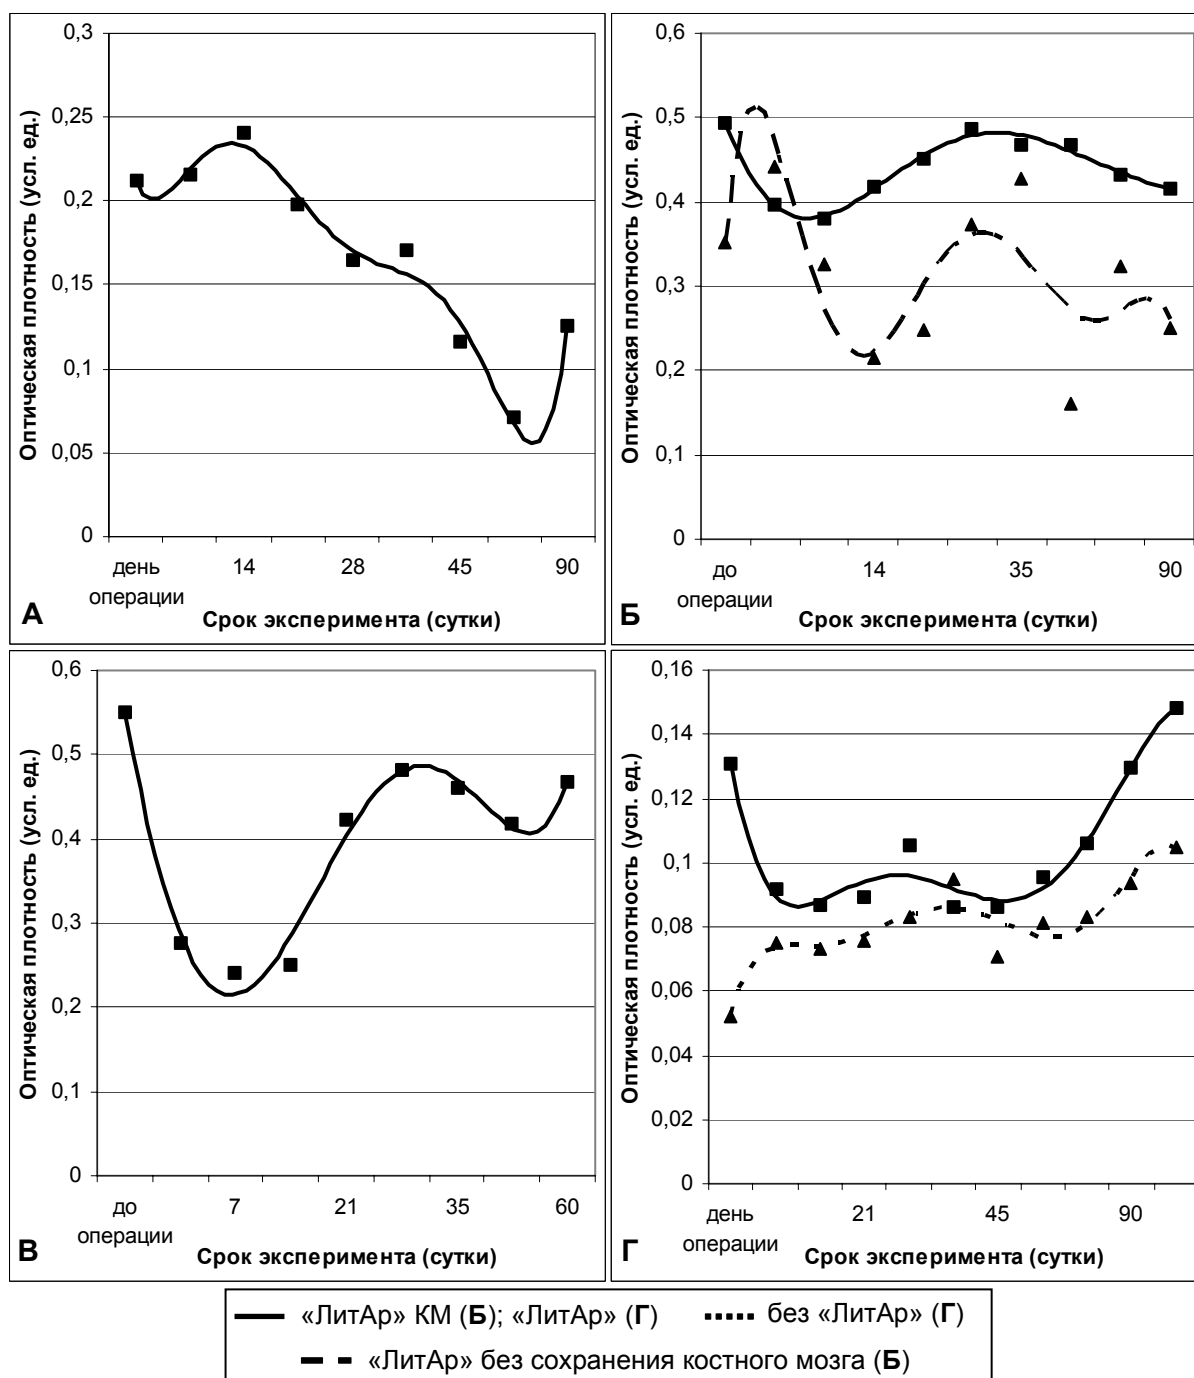 0,3
0,25
0,2
0,15
0,1
0,05
0
Оптическая плотность (усл. ед.)
день операции
14
28
45
90
А
Срок эксперимента (сутки)
0,6
0,5
0,4
0,3
0,2
0,1
0
Оптическая плотность (усл. ед.)
до операции
14
35
90
Б
Срок эксперимента (сутки)
0,6
0,5
0,4
0,3
0,2
0,1
0
Оптическая плотность (усл. ед.)
до операции
7
21
35
60
В
Срок эксперимента (сутки)
0,16
0,14
0,12
0,1
0,08
0,06
0,04
0,02
0
Оптическая плотность (усл. ед.)
день операции
21
45
90
Г
Срок эксперимента (сутки)
«ЛитАр» КМ (Б); «ЛитАр» (Г)
без «ЛитАр» (Г)
«ЛитАр» без сохранения костного мозга (Б)